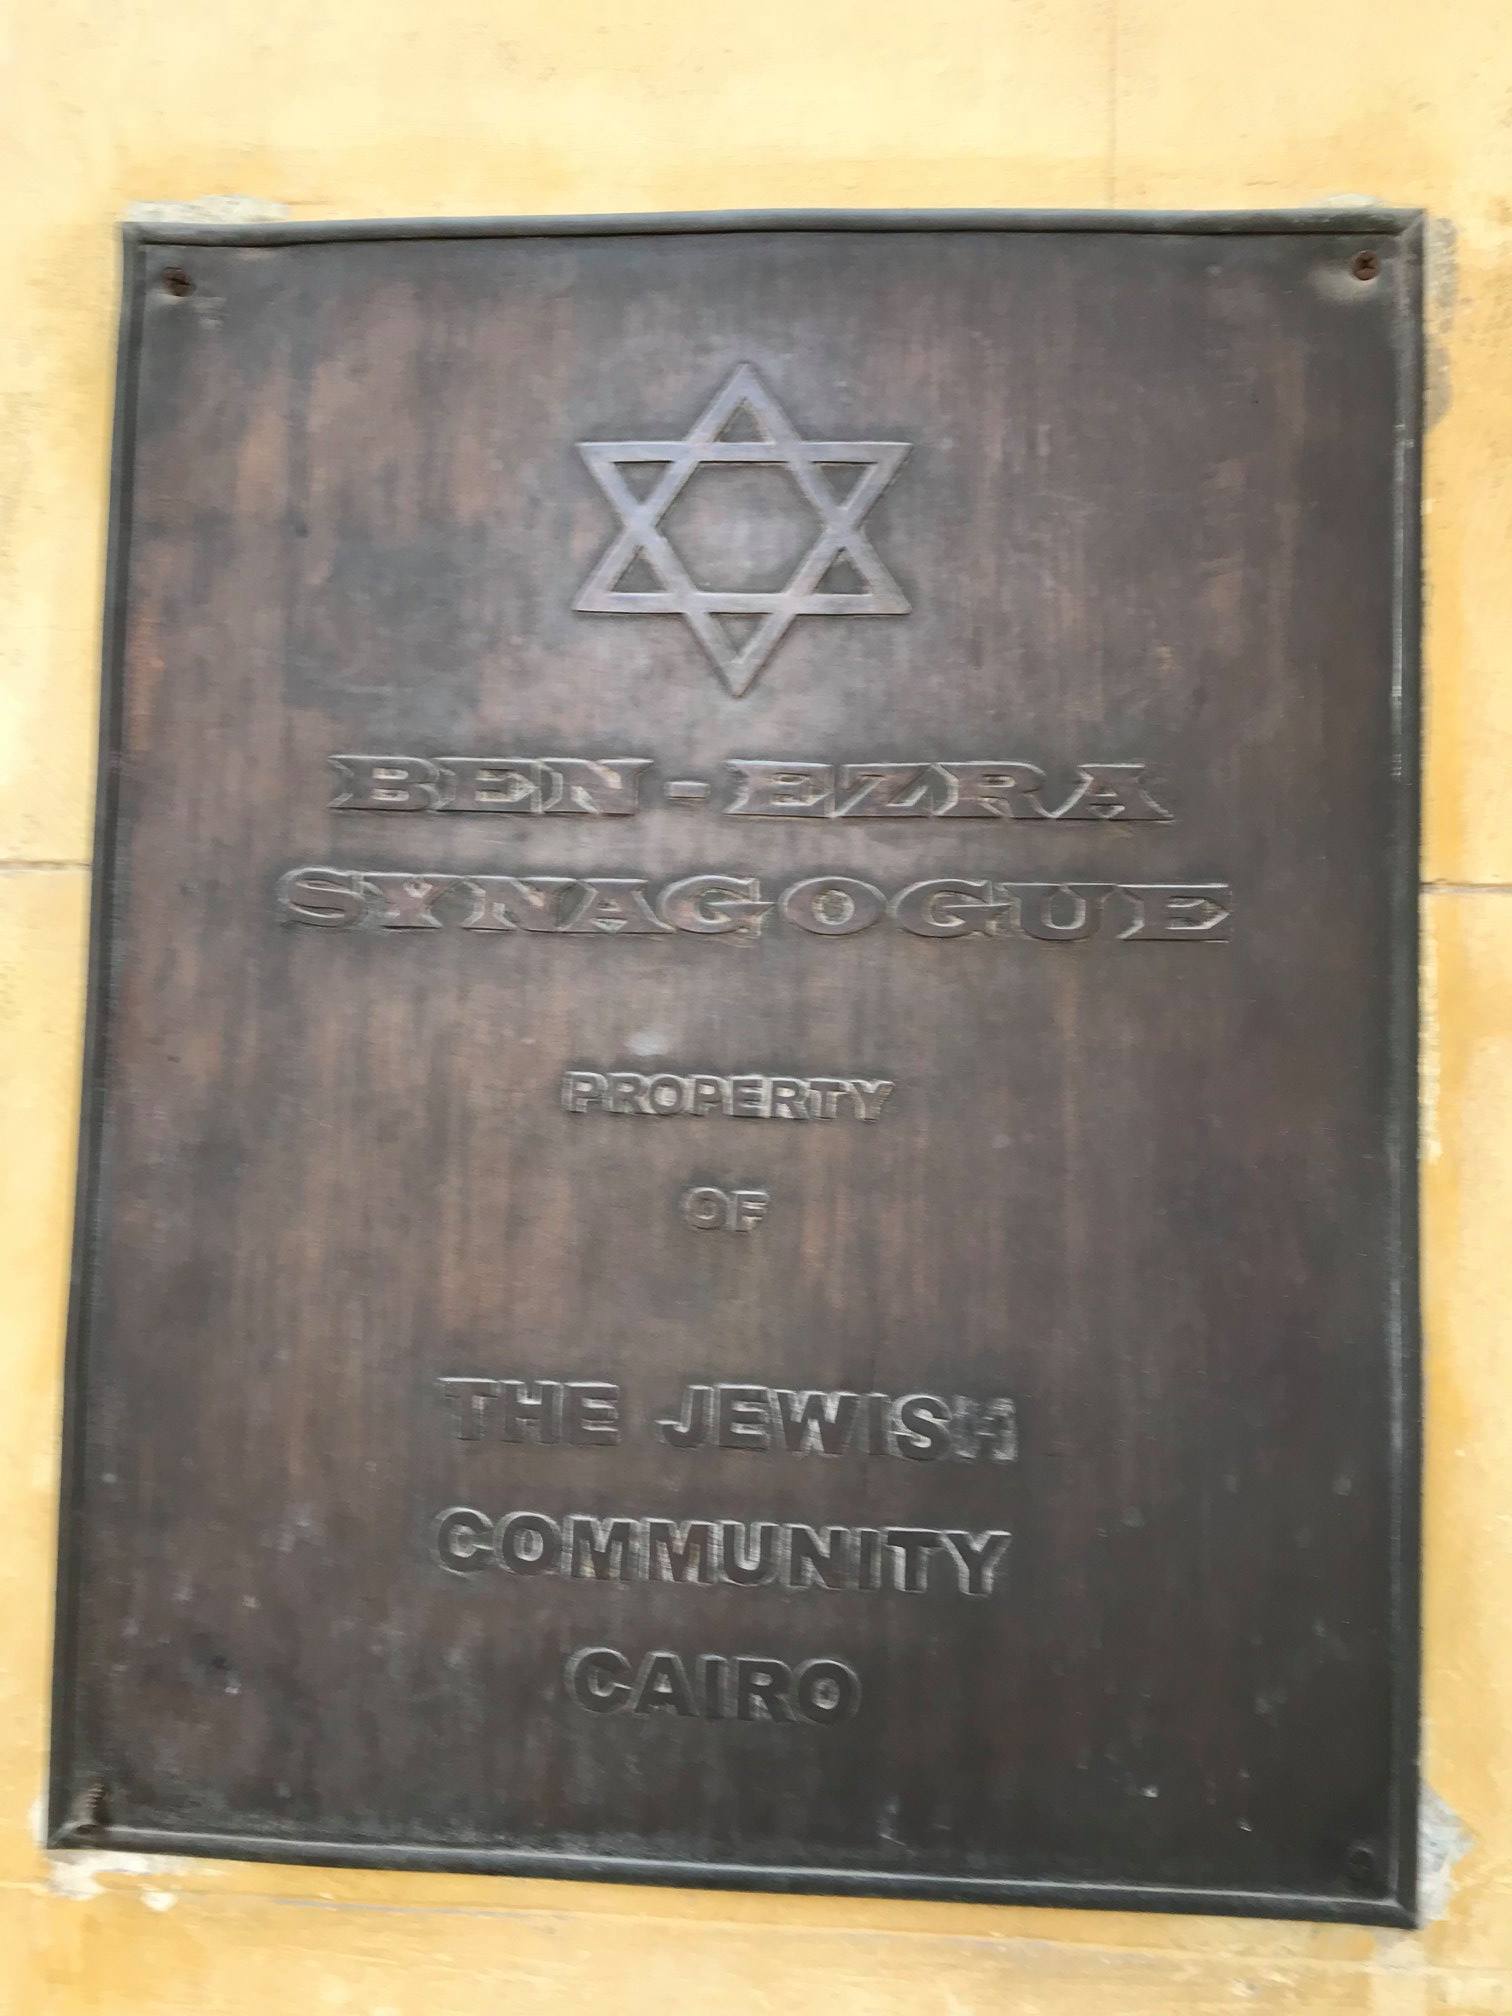 BEN - EZRA
SYNAGOGUE
PROPERTY
OF
THE JEWISH
COMMUNITY
CAIRO